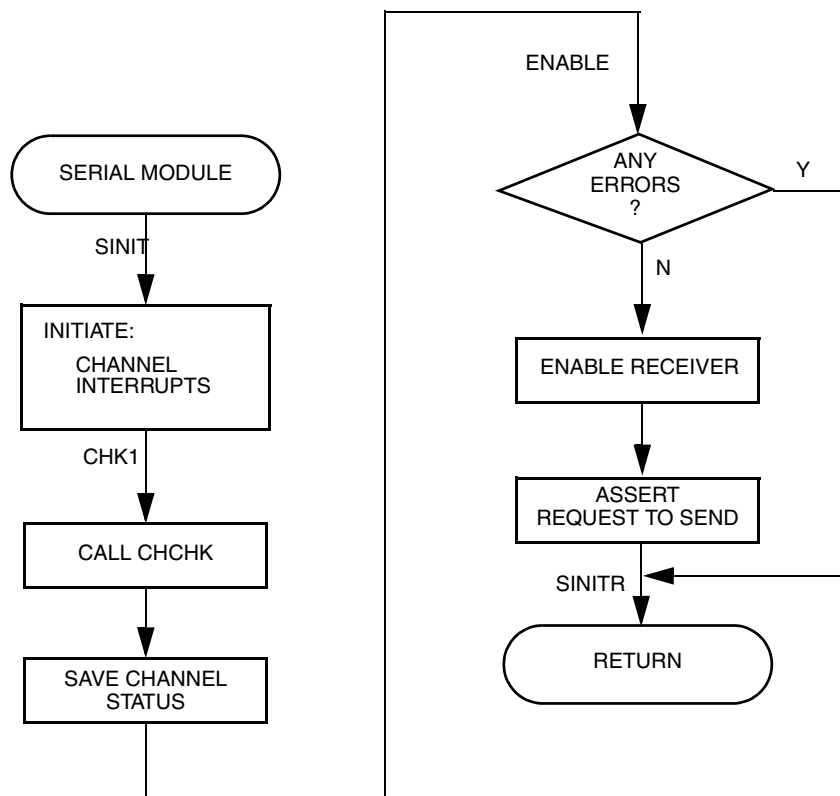 SERIAL MODULE
SINIT
INITIATE:
CHANNEL
INTERRUPTS
CHK1
CALL CHCHK
SAVE CHANNEL
STATUS
ENABLE
ANY
ERRORS
?
Y
N
ENABLE RECEIVER
ASSERT
REQUEST TO SEND
SINITR
RETURN